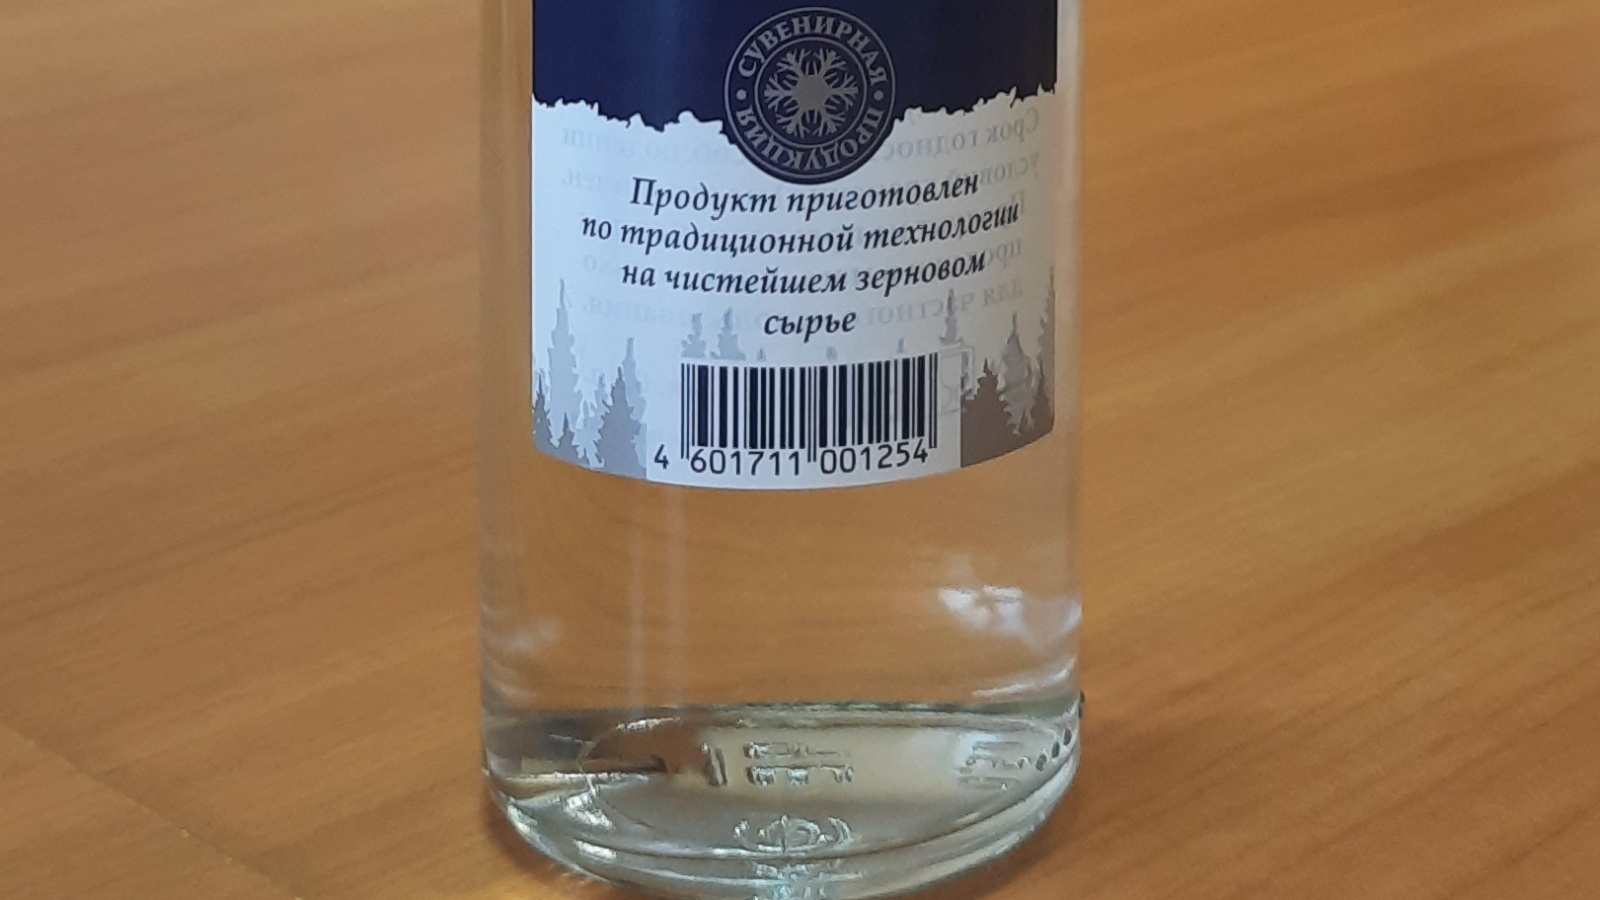 СУВЕНИРНАЯ • ПРОДУКЦИЯ •
Продукт приготовлен
по традиционной технологии
на чистейшем зерновом
сырье
4 601711 001254